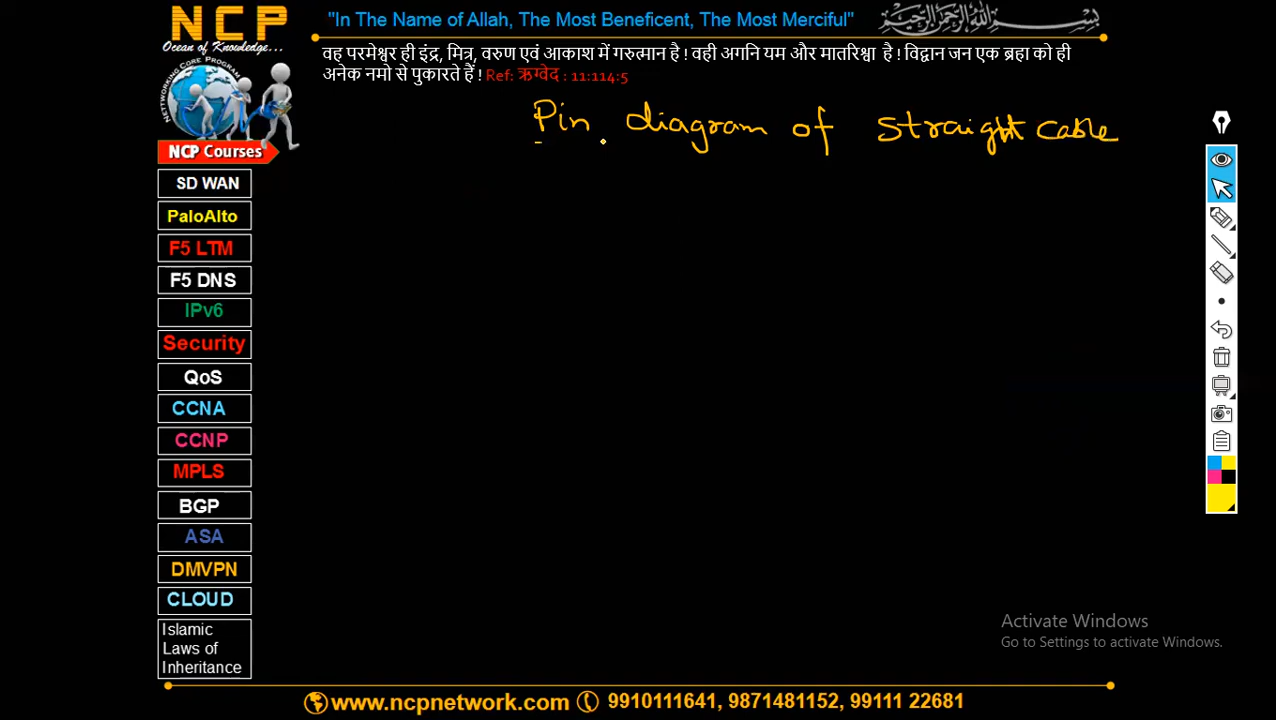 NCP
Ocean of Knowledge...
NETTWORKING CORE PROGRAM
NCP Courses
"In The Name of Allah, The Most Beneficent, The Most Merciful"
वह परमेश्वर ही इंद्र, मित्र, वरुण एवं आकाश में गरुत्मान है ! वही अगनि यम और मातरिश्वा है ! विद्वान जन एक ब्रहा को ही
अनेक नमो से पुकारते हैं ! Ref: ऋग्वेद : 11:114:5
Pin diagram of straight cable
SD WAN
PaloAlto
F5 LTM
F5 DNS
IPv6
Security
QoS
CCNA
CCNP
MPLS
BGP
ASA
DMVPN
CLOUD
Islamic
Laws of
Inheritance
Activate Windows
Go to Settings to activate Windows.
www.ncpnetwork.com 9910111641, 9871481152, 99111 22681